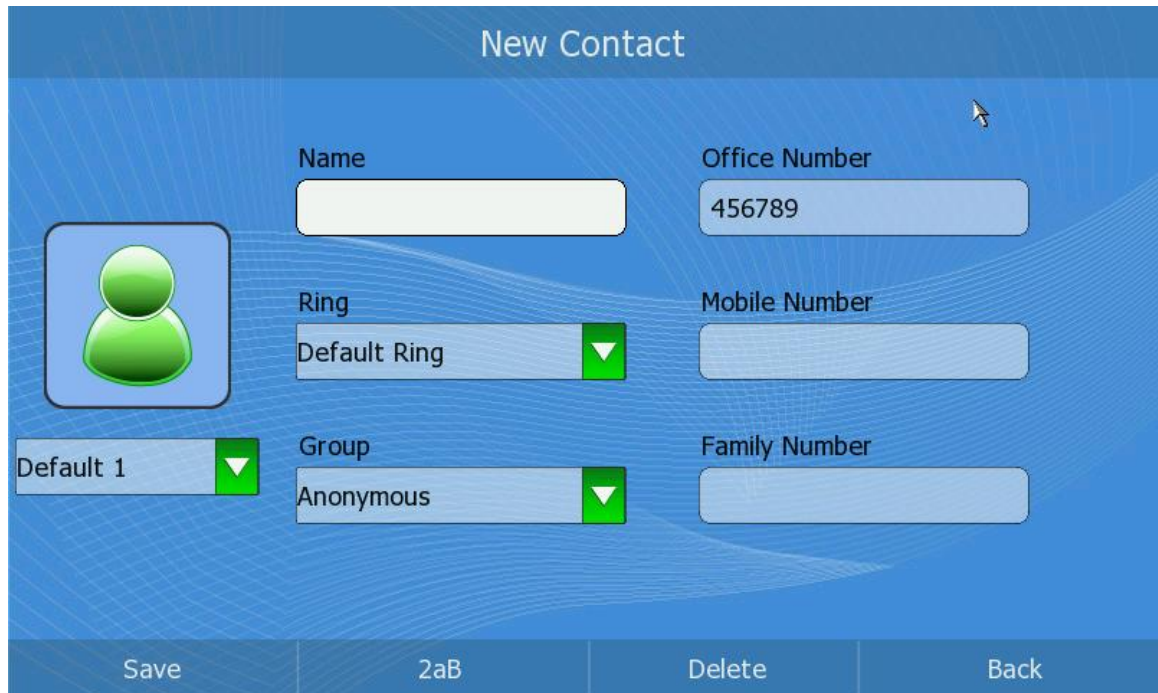 New Contact
Name
Office Number
456789
Ring
Mobile Number
Default Ring
Group
Family Number
Default 1
Anonymous
Save
2aB
Delete
Back